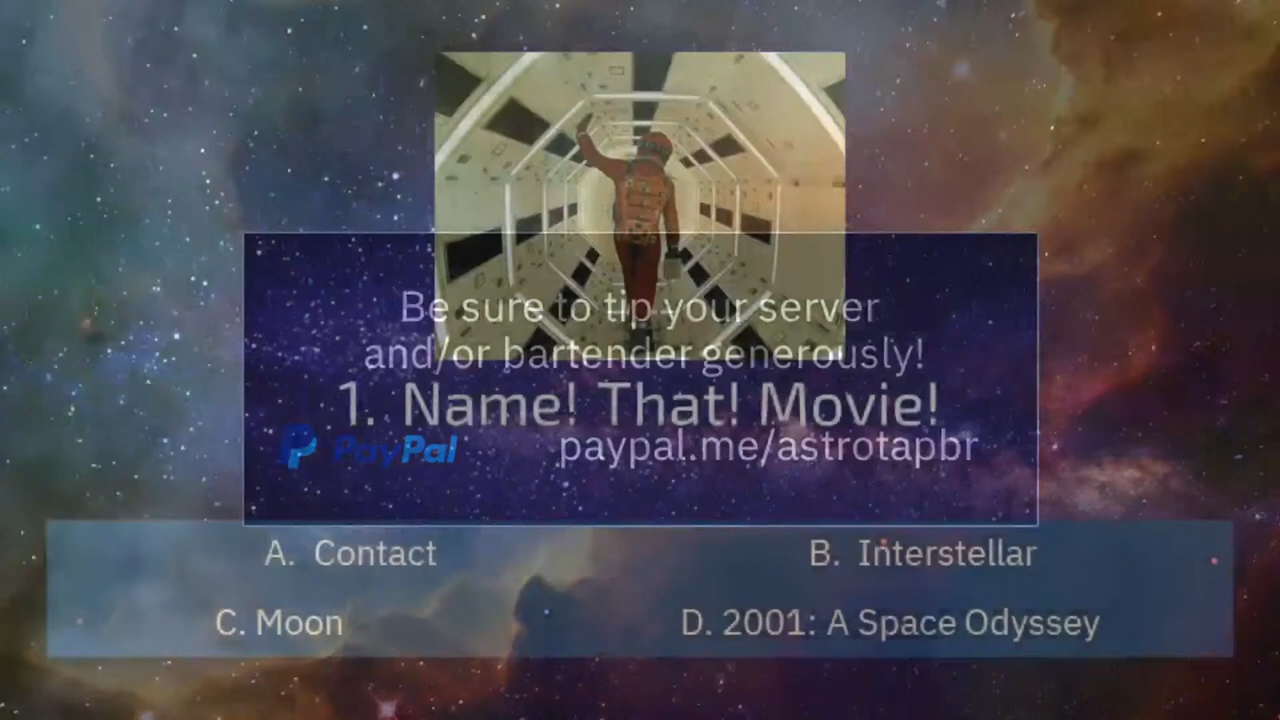 Be sure to tip your server
and/or bartender generously!
1. Name! That! Movie!
PayPal paypal.me/astrotapbr
A. Contact B. Interstellar
C. Moon D. 2001: A Space Odyssey